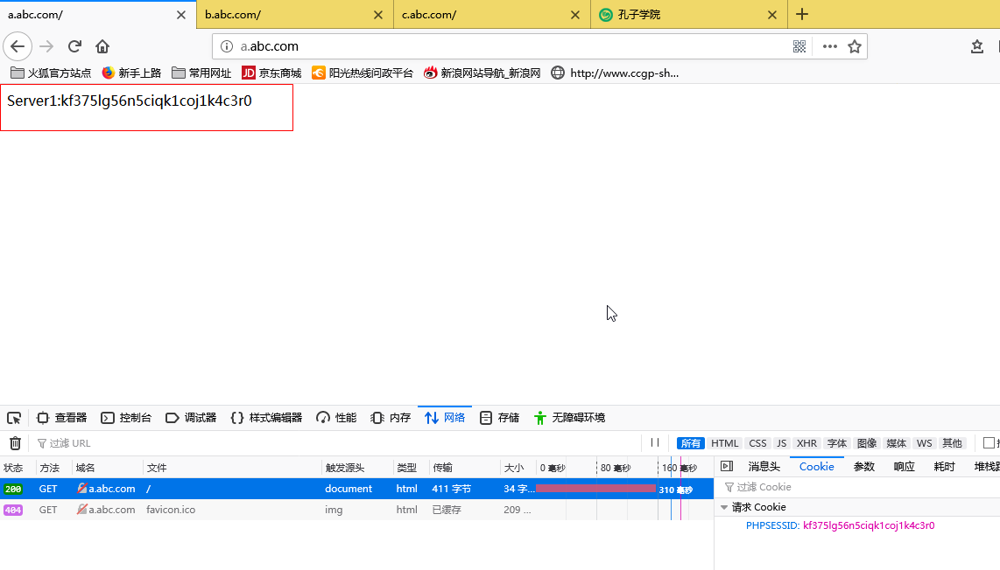 a.abc.com/ b.abc.com/ c.abc.com/ 孔子学院
a.abc.com
火狐官方站点 新手上路 常用网址 JD 京东商城 阳光热线问政平台 新浪网站导航_新浪网 http://www.ccgp-sh...
Server1:kf375lg56n5ciqk1coj1k4c3r0
查看器 控制台 调试器 样式编辑器 性能 内存 网络 存储 无障碍环境
过滤 URL 所有 HTML CSS JS XHR 字体 图像 媒体 WS 其他
状态 方法 域名 文件 触发源头 类型 传输 大小 0 毫秒 80 毫秒 160 毫秒 消息头 Cookie 参数 响应 耗时 堆栈
200 GET a.abc.com / document html 411 字节 34 字... 310 毫秒 过滤 Cookie
404 GET a.abc.com favicon.ico img html 已缓存 209 ... 请求 Cookie
PHPSESSID: kf375lg56n5ciqk1coj1k4c3r0